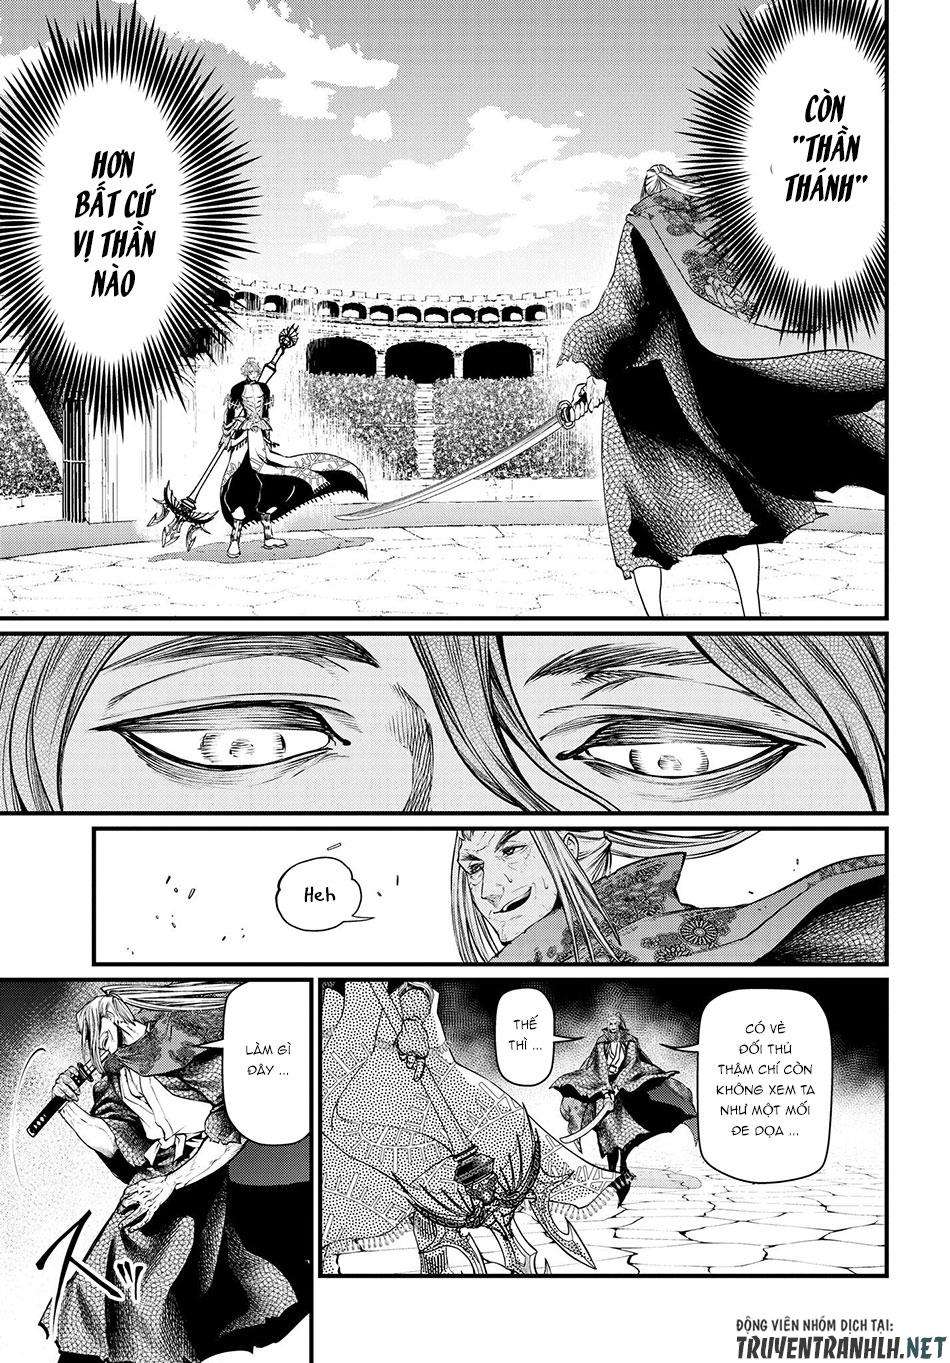 CÒN
"THẦN
THÁNH"
HƠN
BẤT CỨ
VỊ THẦN
NÀO
Heh
CÓ VẺ
ĐỐI THỦ
THẬM CHÍ CÒN
KHÔNG XEM TA
NHƯ MỘT MỐI
ĐE DỌA ...
THẾ
THÌ ...
LÀM GÌ
ĐÂY ...
ĐỘNG VIÊN NHÓM DỊCH TẠI:
TRUYENTRANHLH.NET